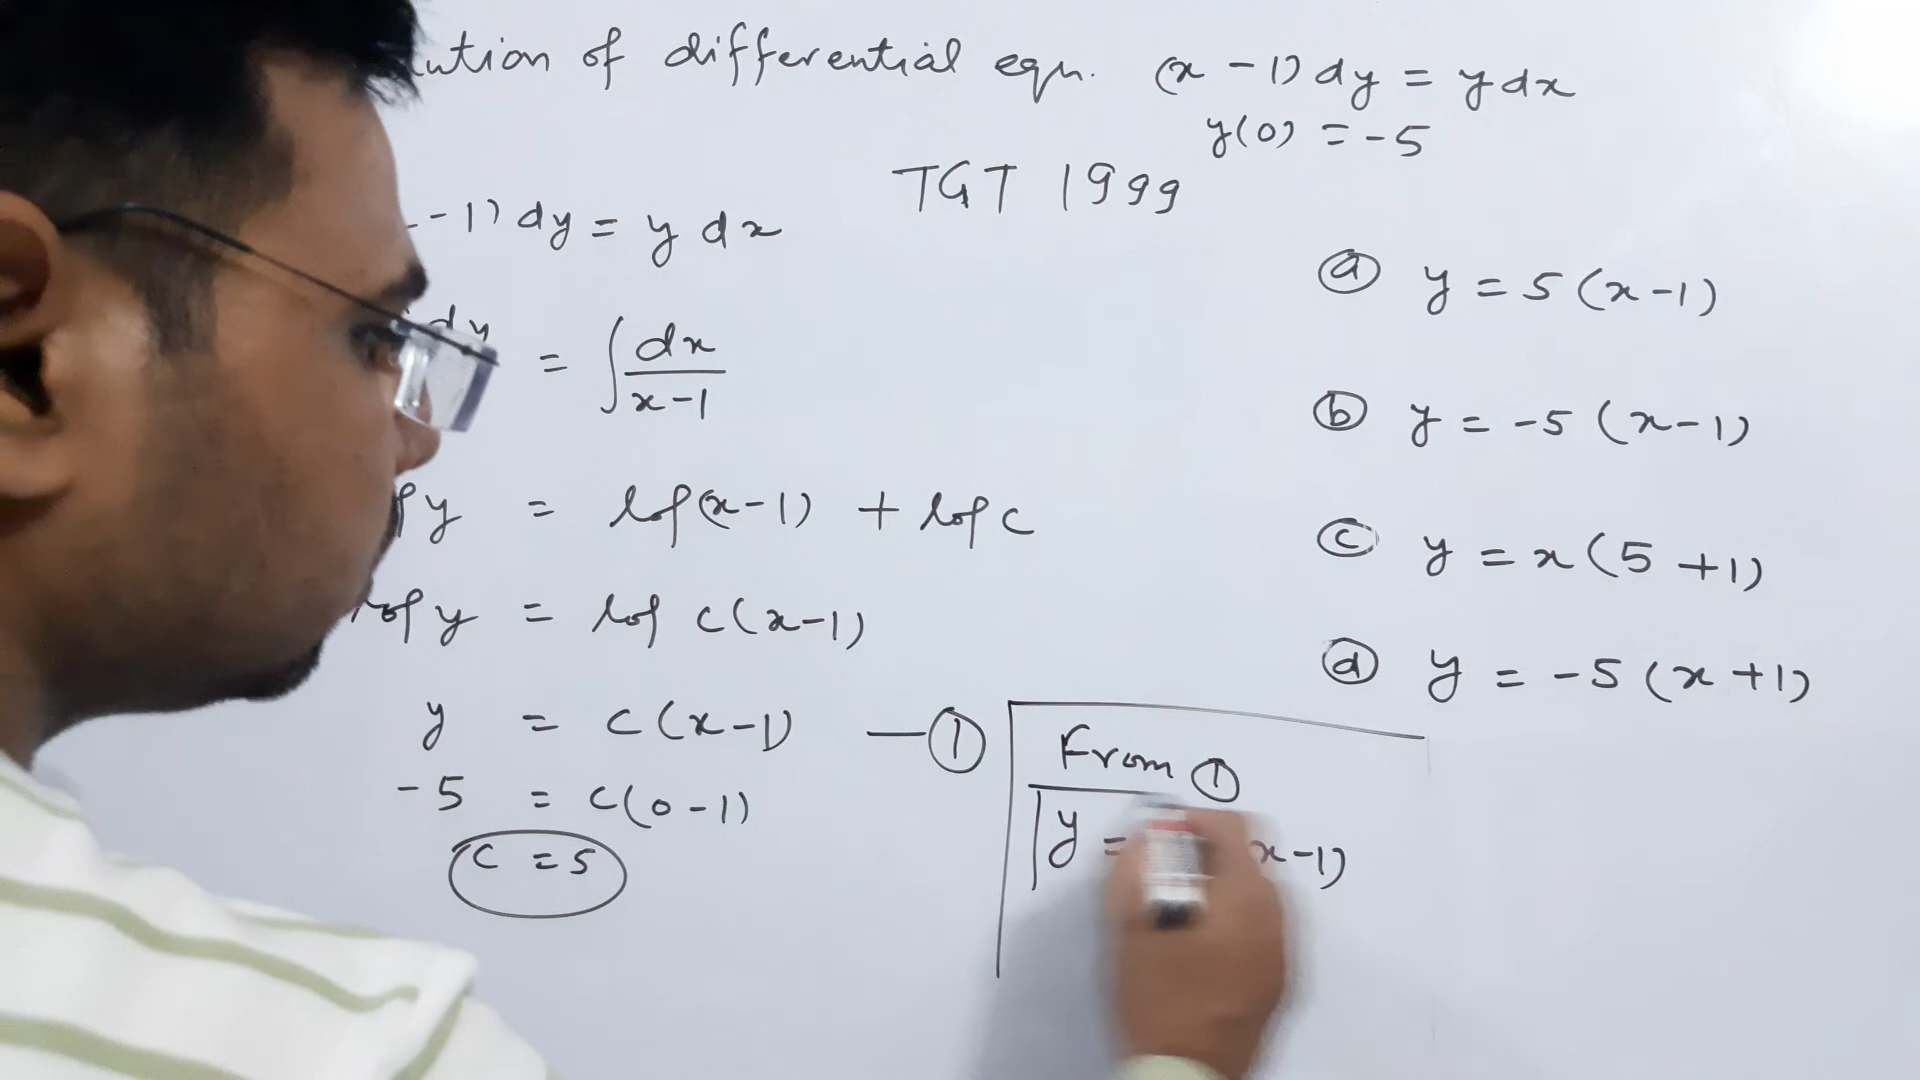 ution of differential eqn. (x - 1) dy = y dx
y(0) = -5
TGT 1999
- 1) dy = y dx
dy = ∫ dx / x-1
y = log(x-1) + log c
log y = log c(x-1)
y = c(x-1) — ①
-5 = c(0-1)
c = 5
ⓐ y = 5(x-1)
ⓑ y = -5(x-1)
ⓒ y = x(5+1)
ⓓ y = -5(x+1)
From ①
y = x-1)